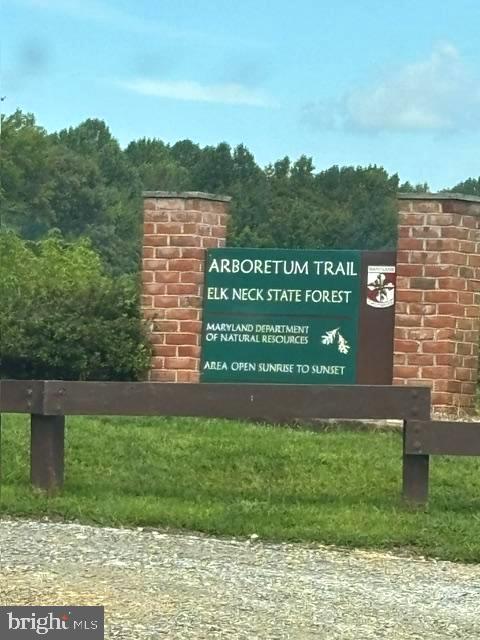 ARBORETUM TRAIL
ELK NECK STATE FOREST
MARYLAND DEPARTMENT
OF NATURAL RESOURCES
AREA OPEN SUNRISE TO SUNSET
bright MLS